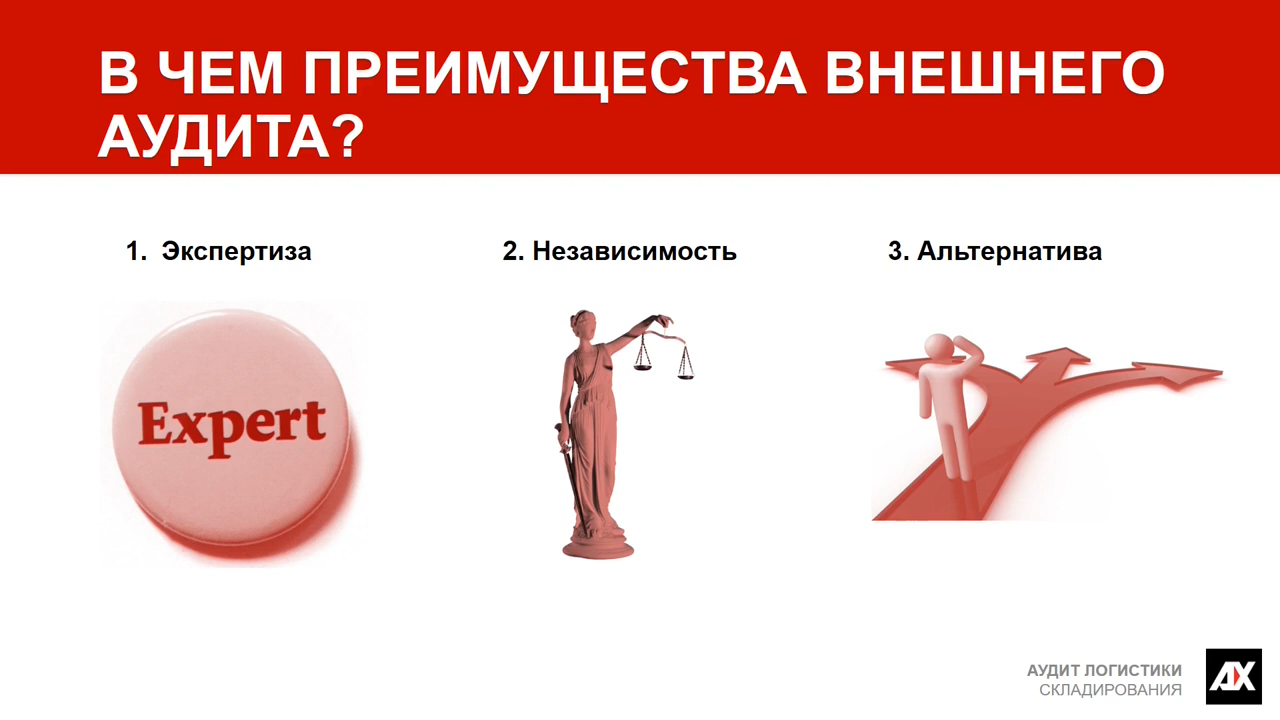 В ЧЕМ ПРЕИМУЩЕСТВА ВНЕШНЕГО
АУДИТА?
1. Экспертиза
2. Независимость
3. Альтернатива
Expert
АУДИТ ЛОГИСТИКИ
СКЛАДИРОВАНИЯ
AX